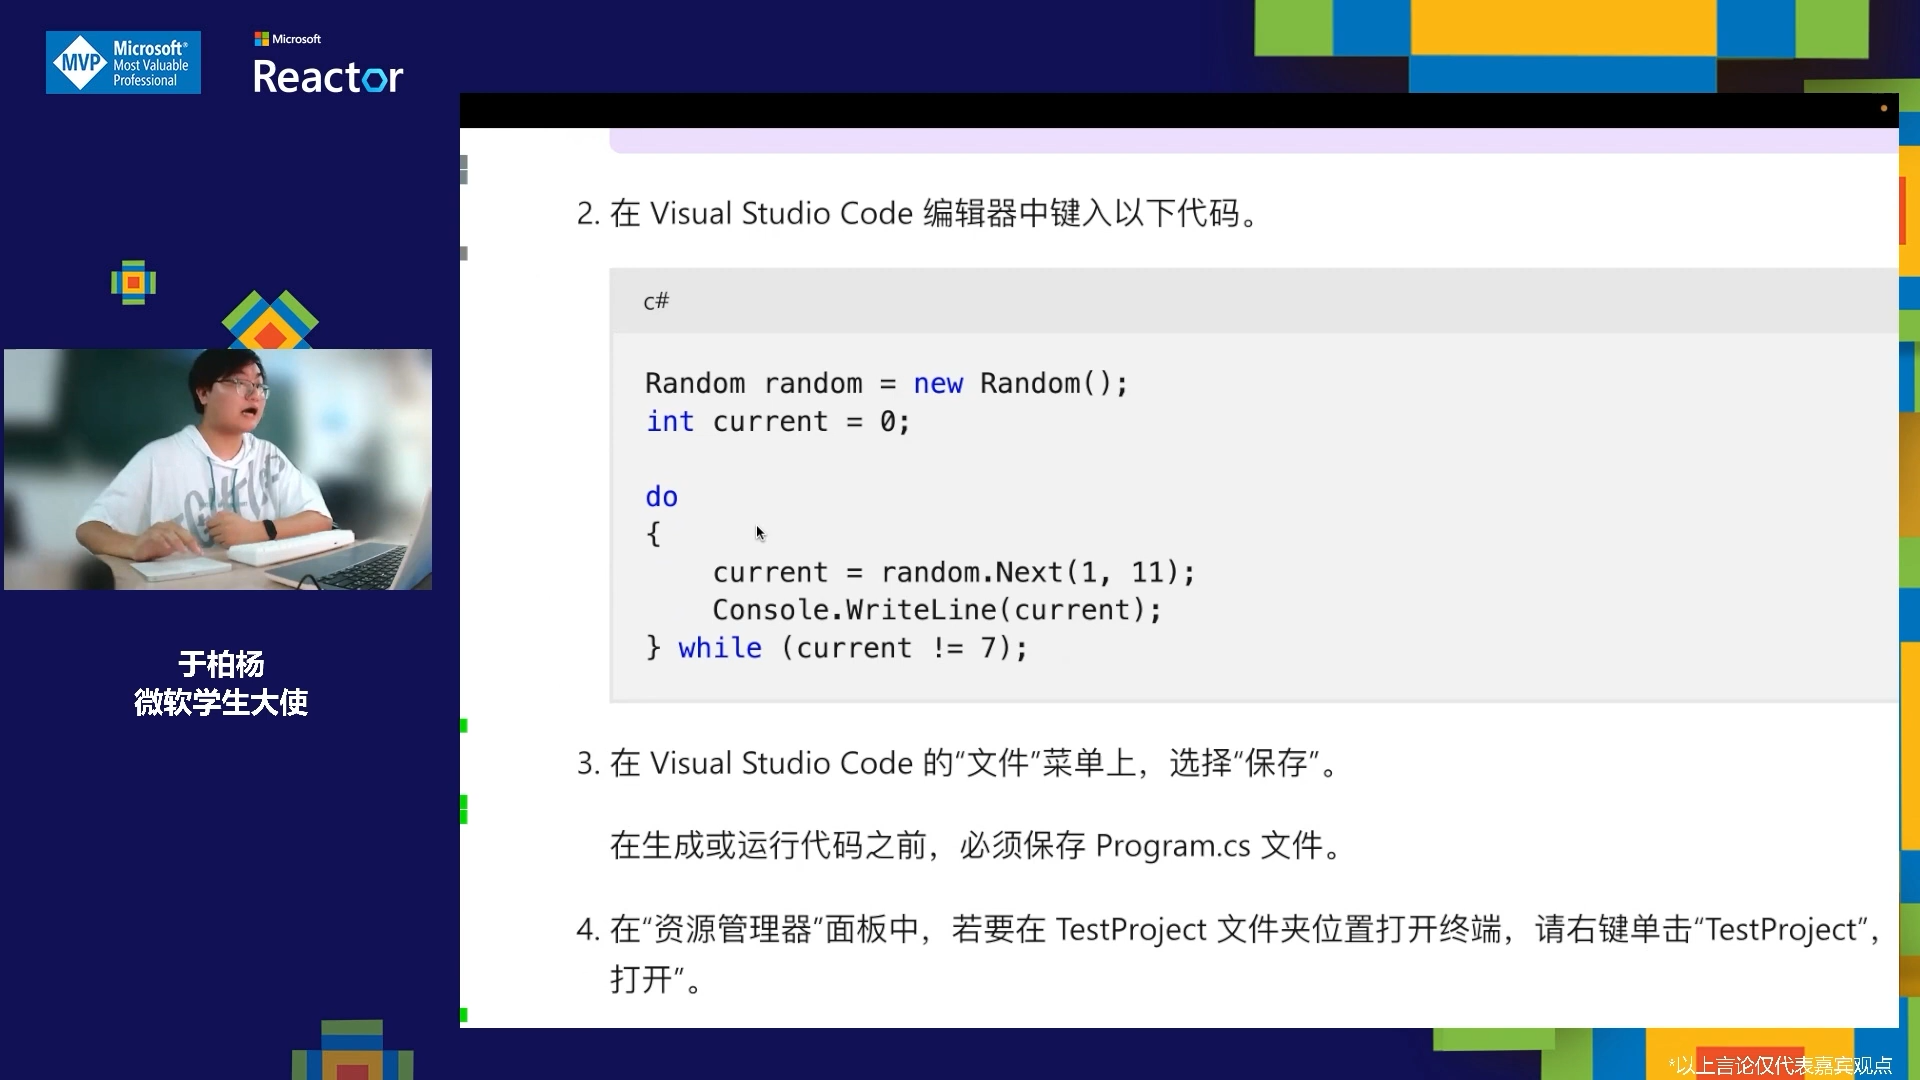 MVP
Microsoft®
Most Valuable
Professional
Microsoft
Reactor
2. 在 Visual Studio Code 编辑器中键入以下代码。
c#
Random random = new Random();
int current = 0;
do
{
    current = random.Next(1, 11);
    Console.WriteLine(current);
} while (current != 7);
3. 在 Visual Studio Code 的“文件”菜单上，选择“保存”。
在生成或运行代码之前，必须保存 Program.cs 文件。
4. 在“资源管理器”面板中，若要在 TestProject 文件夹位置打开终端，请右键单击“TestProject”，
打开”。
于柏杨
微软学生大使
*以上言论仅代表嘉宾观点